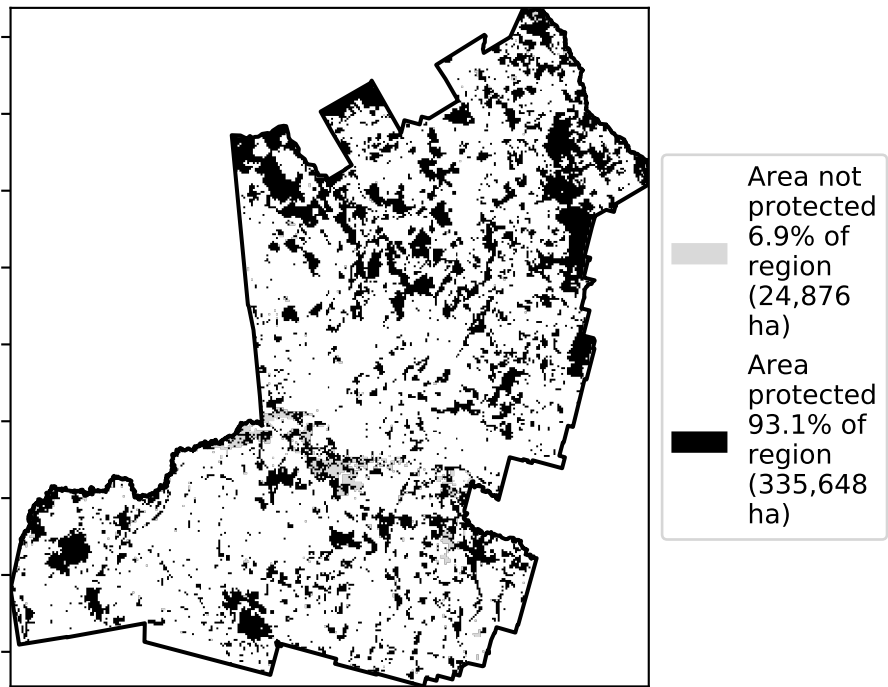 Area not
protected
6.9% of
region
(24,876
ha)
Area
protected
93.1% of
region
(335,648
ha)